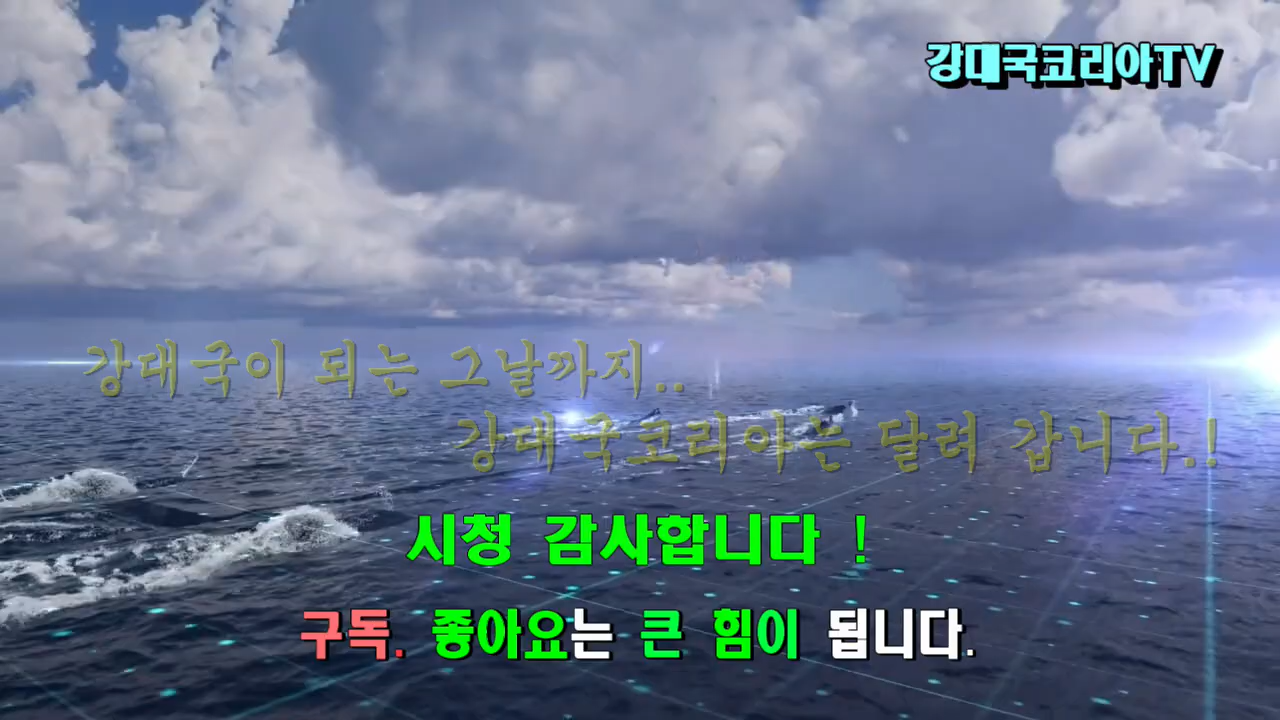 강대국코리아TV
강대국이 되는 그날까지..
강대국코리아는 달려 갑니다.!
시청 감사합니다 !
구독. 좋아요는 큰 힘이 됩니다.